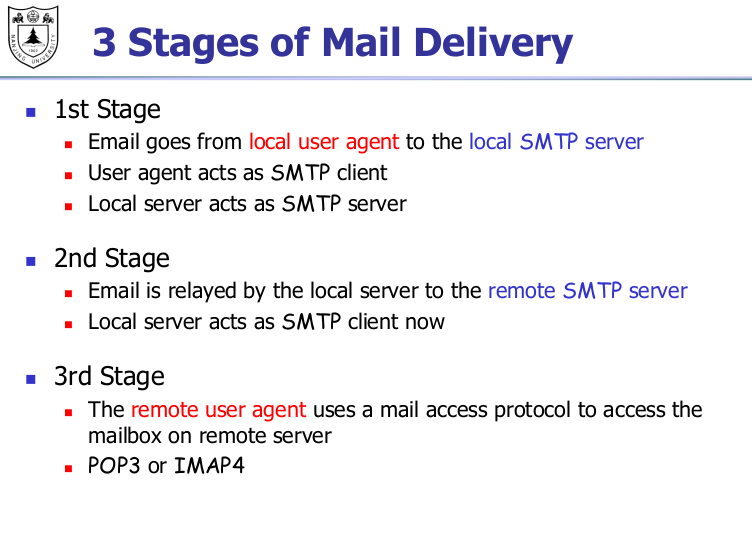 NANJING UNIVERSITY
1902
3 Stages of Mail Delivery
1st Stage
Email goes from local user agent to the local SMTP server
User agent acts as SMTP client
Local server acts as SMTP server
2nd Stage
Email is relayed by the local server to the remote SMTP server
Local server acts as SMTP client now
3rd Stage
The remote user agent uses a mail access protocol to access the
mailbox on remote server
POP3 or IMAP4